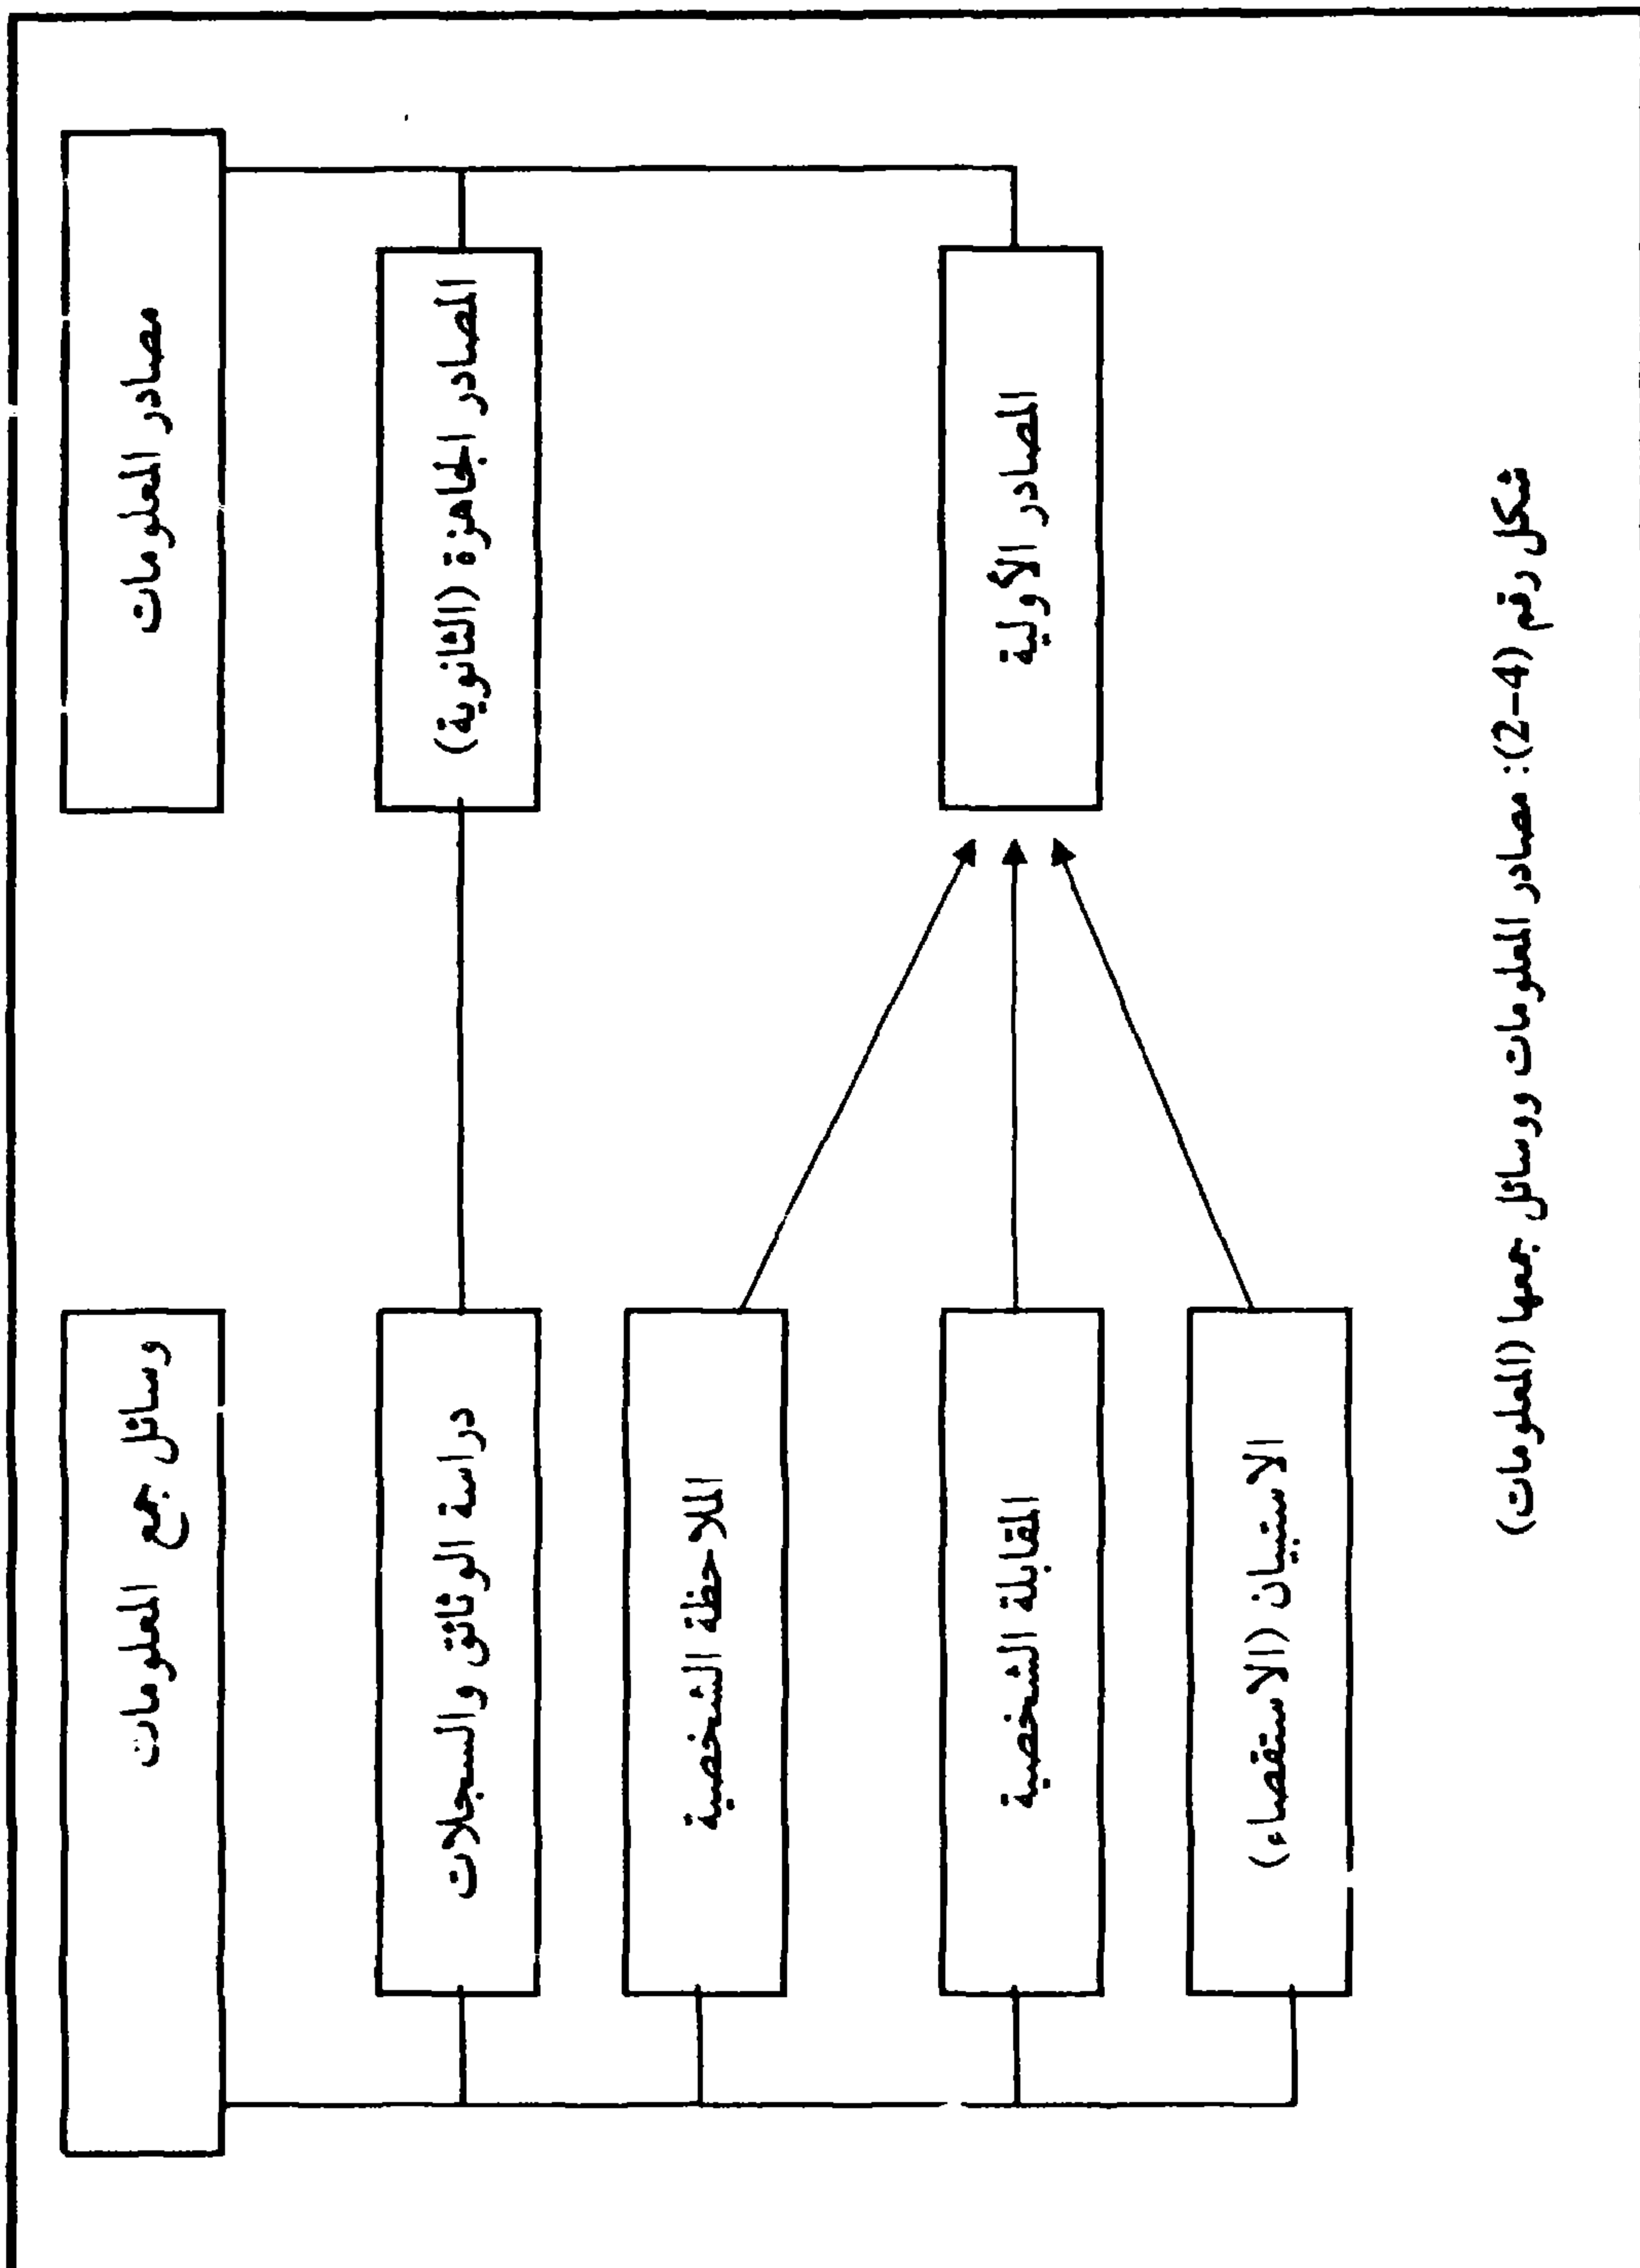 مصادر المعلومات
وسائل جمع المعلومات
المصادر الجاهزة (الثانوية)
دراسة الوثائق والسجلات
الملاحظة الشخصية
المصادر الأولية
المقابلة الشخصية
الاستبيان (الاستقصاء)
شكل رقم (4–2): مصادر المعلومات ووسائل جمعها (المعلومات)